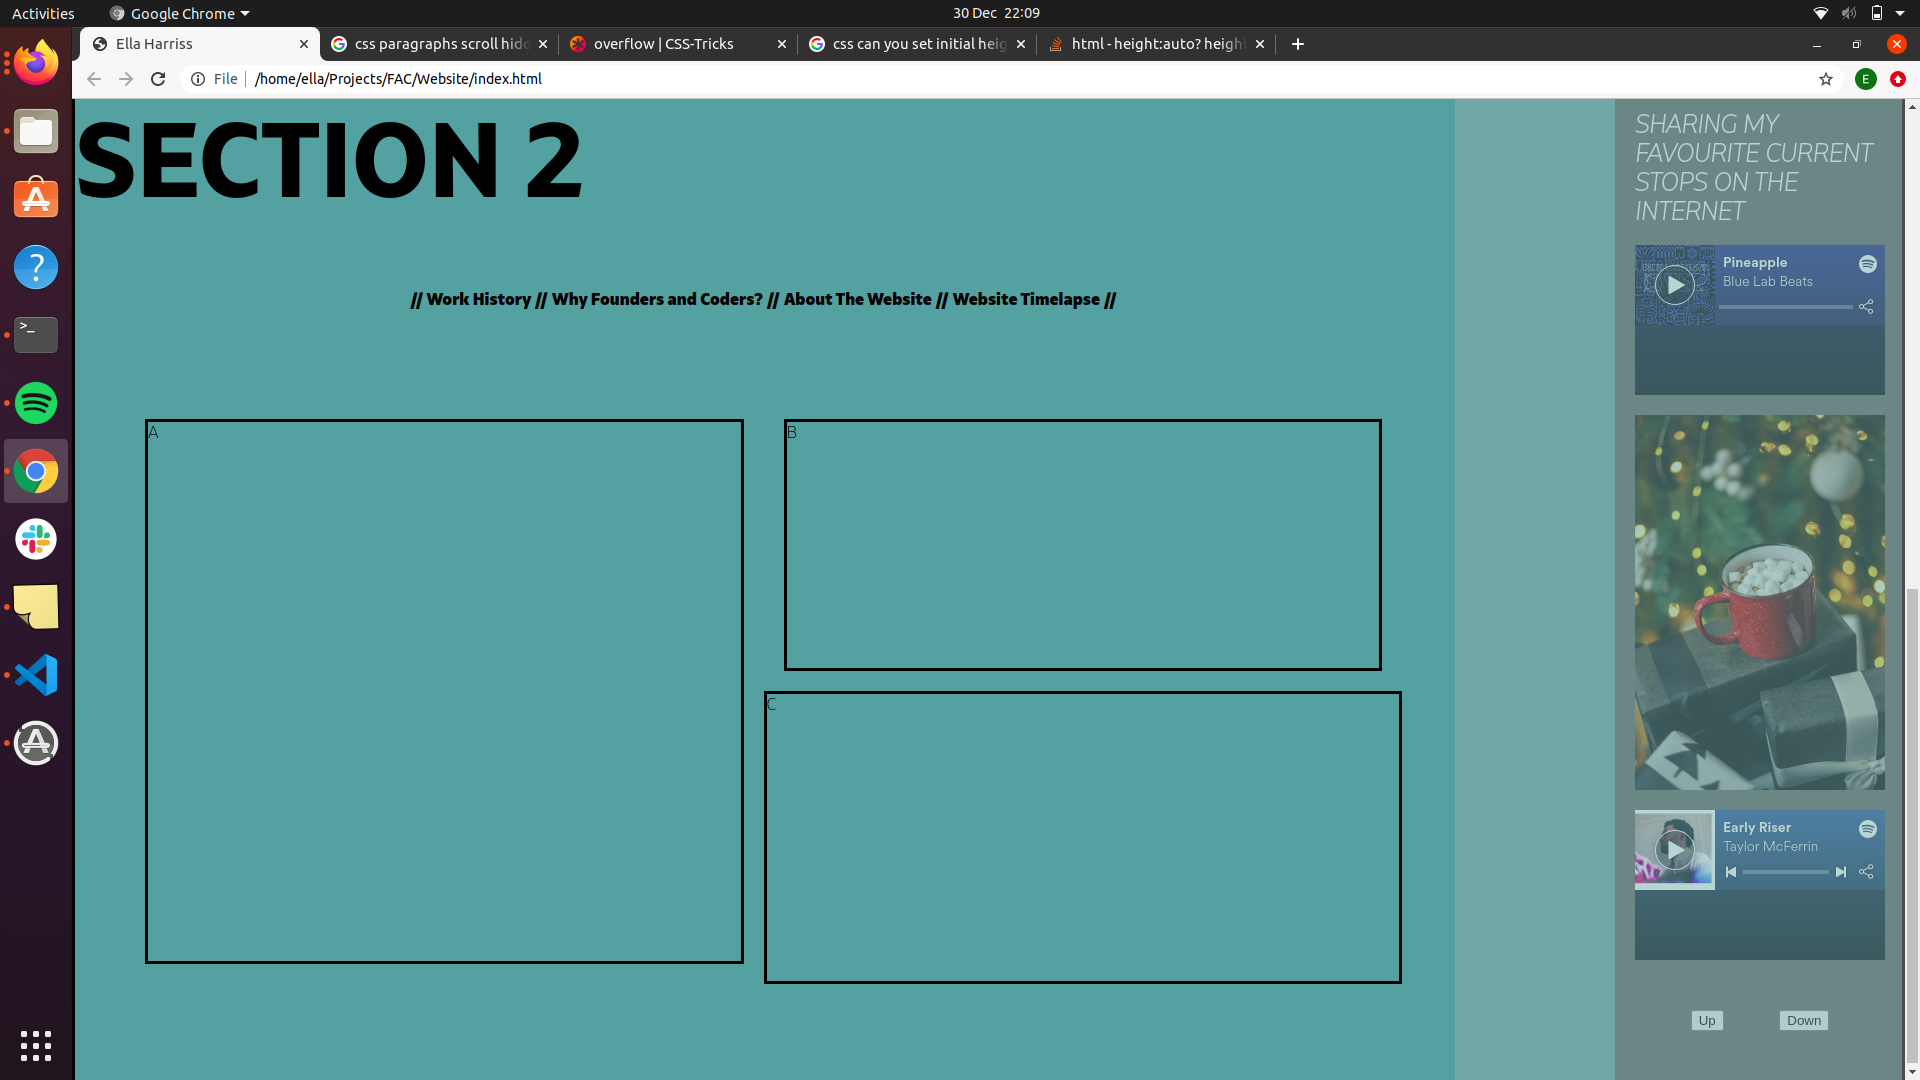 Activities
Google Chrome
30 Dec 22:09
Ella Harriss
css paragraphs scroll hidd
overflow | CSS-Tricks
css can you set initial heig
html - height:auto? height
File
/home/ella/Projects/FAC/Website/index.html
E
SECTION 2
// Work History // Why Founders and Coders? // About The Website // Website Timelapse //
A
B
C
SHARING MY
FAVOURITE CURRENT
STOPS ON THE
INTERNET
Pineapple
Blue Lab Beats
Early Riser
Taylor McFerrin
Up
Down